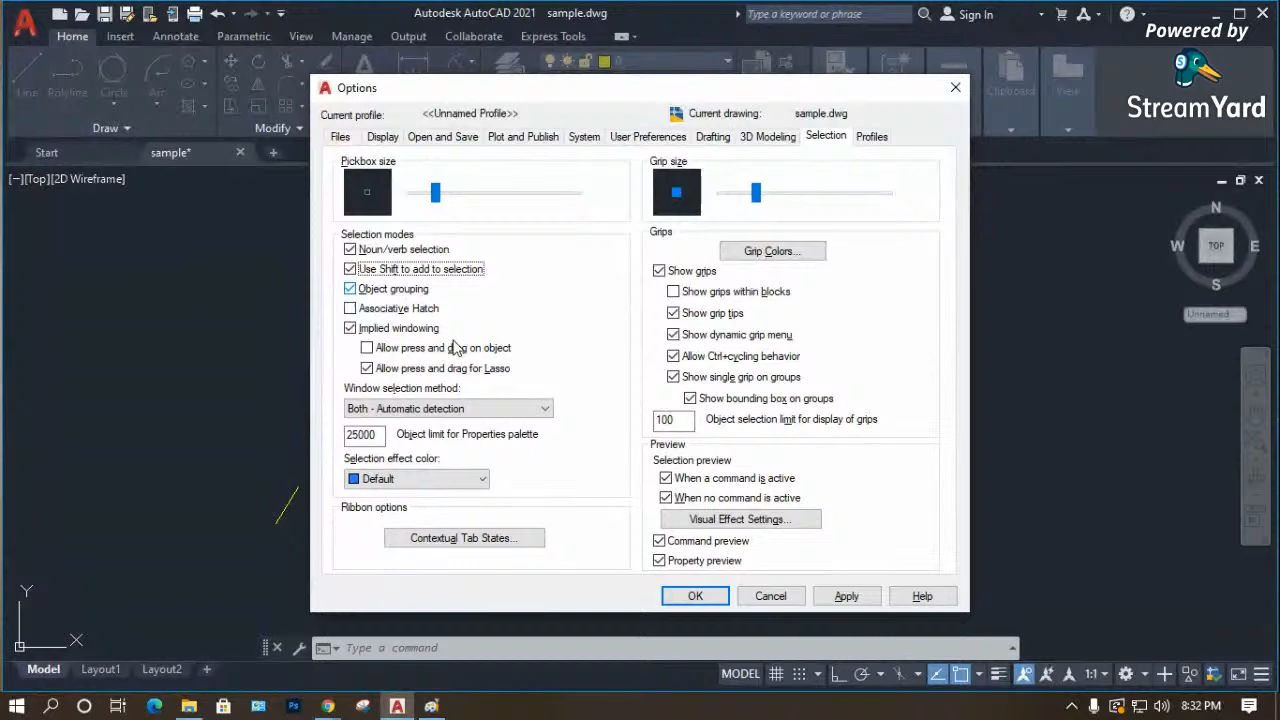 Autodesk AutoCAD 2021 sample.dwg
Type a keyword or phrase
Sign In
Home Insert Annotate Parametric View Manage Output Collaborate Express Tools
Powered by
StreamYard
Line Polyline Circle Arc
0
Clipboard View
Draw Modify
Start sample*
[−][Top][2D Wireframe]
N
W TOP E
S
Unnamed
Options
Current profile: <<Unnamed Profile>> Current drawing: sample.dwg
Files Display Open and Save Plot and Publish System User Preferences Drafting 3D Modeling Selection Profiles
Pickbox size
Selection modes
Noun/verb selection
Use Shift to add to selection
Object grouping
Associative Hatch
Implied windowing
Allow press and drag on object
Allow press and drag for Lasso
Window selection method:
Both - Automatic detection
25000 Object limit for Properties palette
Selection effect color:
Default
Ribbon options
Contextual Tab States...
Grip size
Grips
Grip Colors...
Show grips
Show grips within blocks
Show grip tips
Show dynamic grip menu
Allow Ctrl+cycling behavior
Show single grip on groups
Show bounding box on groups
100 Object selection limit for display of grips
Preview
Selection preview
When a command is active
When no command is active
Visual Effect Settings...
Command preview
Property preview
OK Cancel Apply Help
Y
X
Type a command
Model Layout1 Layout2 +
MODEL 1:1
8:32 PM